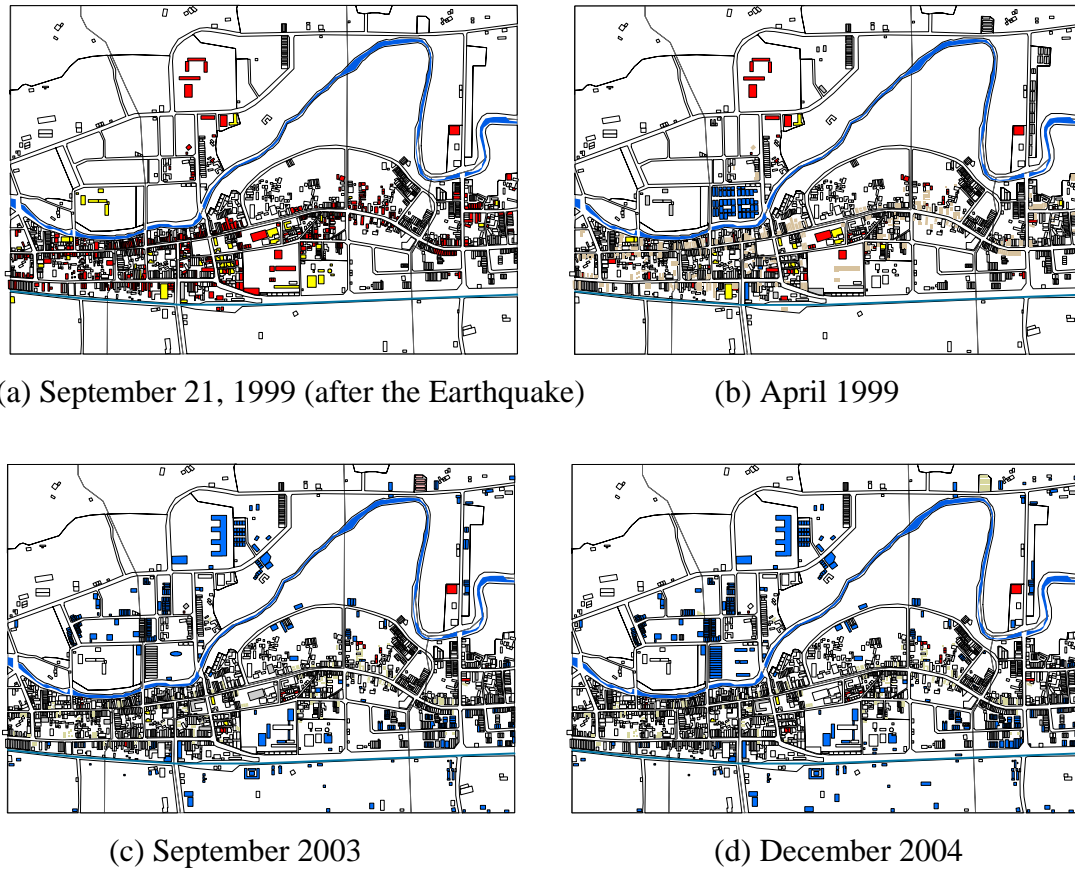 (a) September 21, 1999 (after the Earthquake)
(b) April 1999
(c) September 2003
(d) December 2004